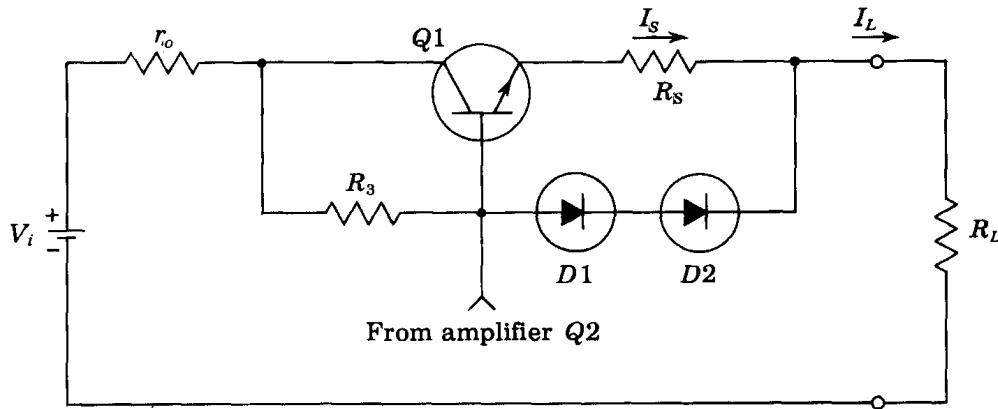 Q1
I_S
I_L
r_o
R_S
R_3
V_i
+
-
D1
D2
R_L
From amplifier Q2